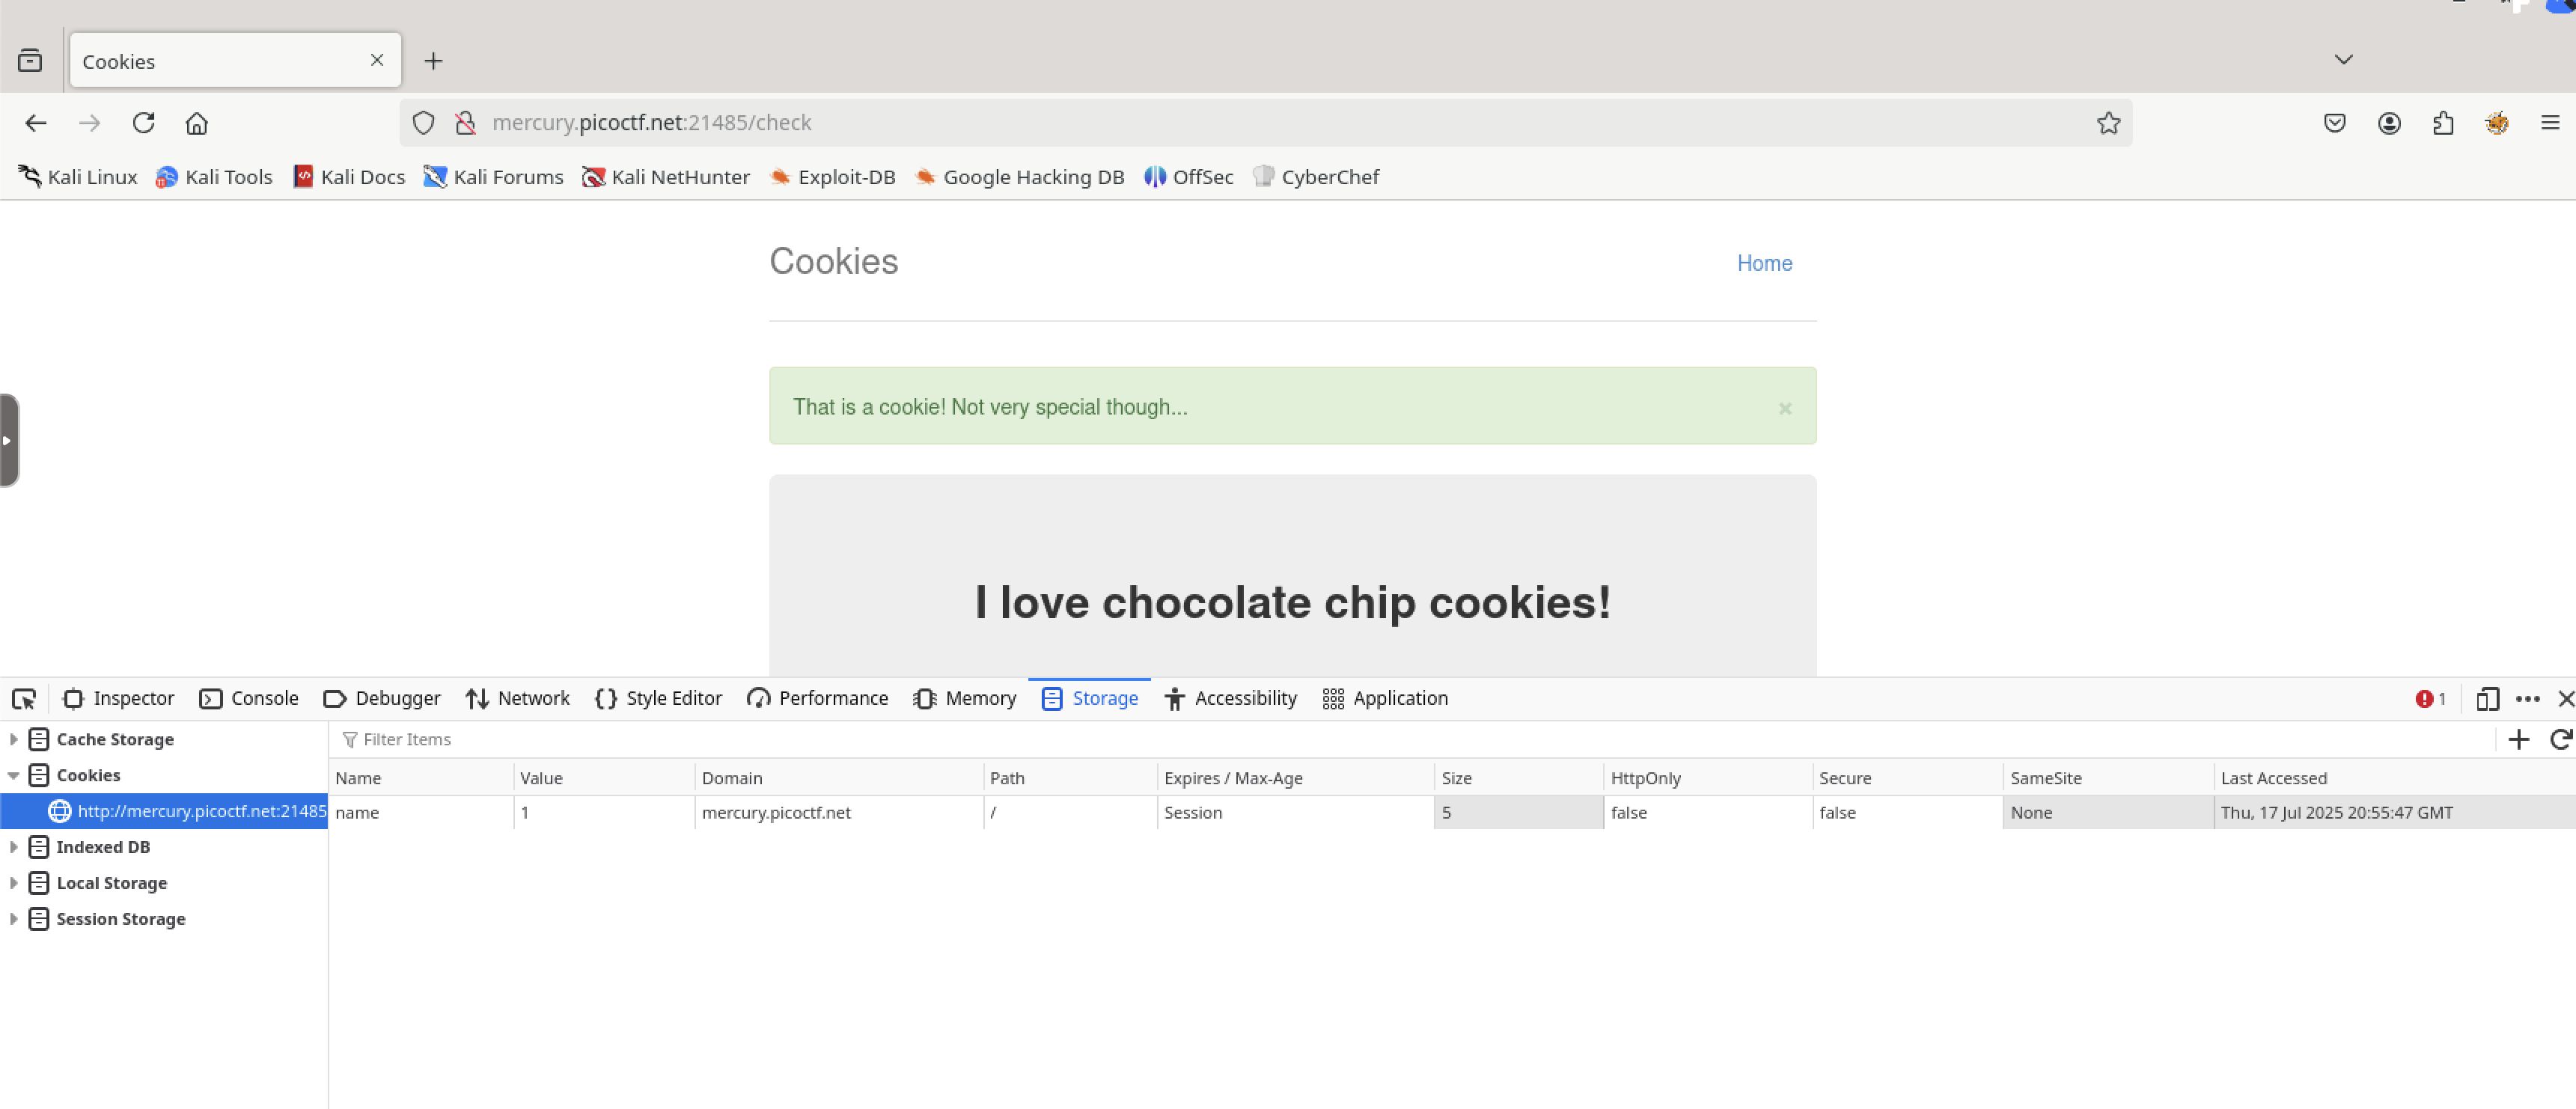 Cookies
mercury.picoctf.net:21485/check
Kali Linux Kali Tools Kali Docs Kali Forums Kali NetHunter Exploit-DB Google Hacking DB OffSec CyberChef
Cookies Home
That is a cookie! Not very special though... ×
I love chocolate chip cookies!
Inspector Console Debugger Network Style Editor Performance Memory Storage Accessibility Application 1
Cache Storage Filter Items
Cookies Name Value Domain Path Expires / Max-Age Size HttpOnly Secure SameSite Last Accessed
http://mercury.picoctf.net:21485 name 1 mercury.picoctf.net / Session 5 false false None Thu, 17 Jul 2025 20:55:47 GMT
Indexed DB
Local Storage
Session Storage